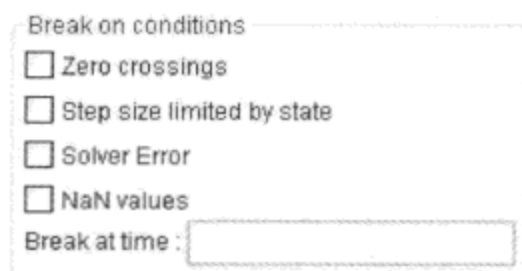 Break on conditions
Zero crossings
Step size limited by state
Solver Error
NaN values
Break at time :